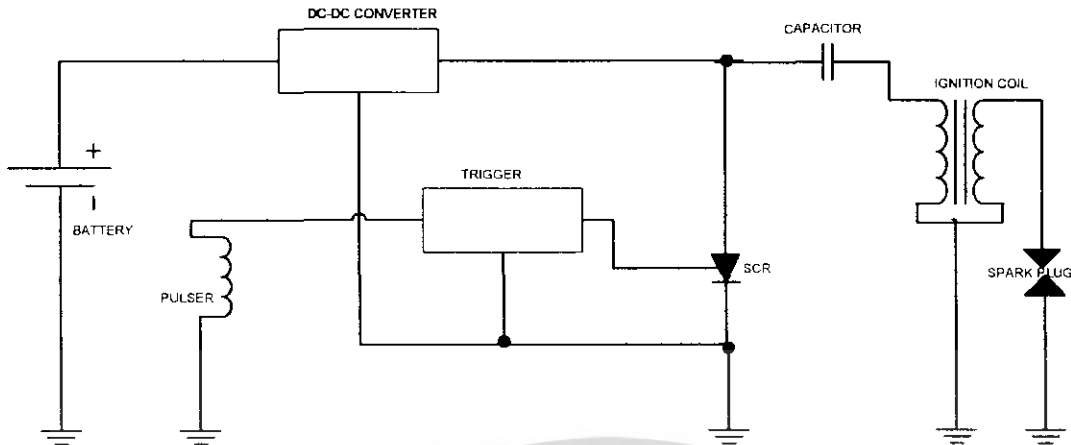 DC-DC CONVERTER
CAPACITOR
IGNITION COIL
+
TRIGGER
BATTERY
SCR
SPARK PLUG
PULSER